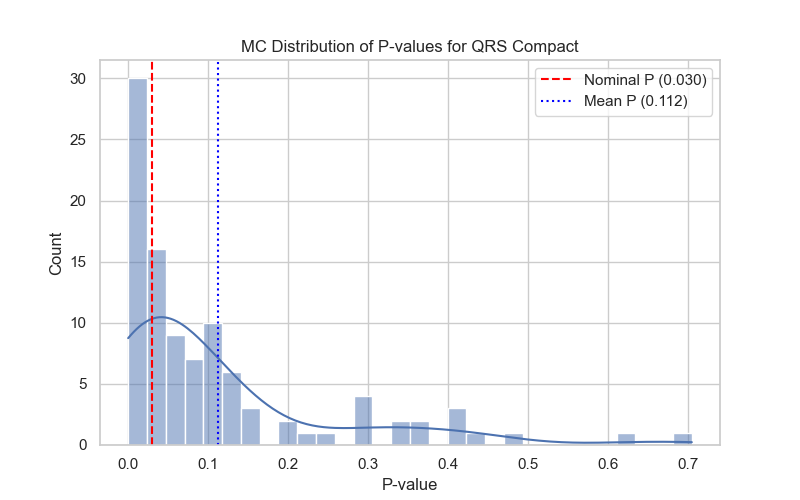 MC Distribution of P-values for QRS Compact
Nominal P (0.030)
Mean P (0.112)
Count
30
25
20
15
10
5
0
0.0 0.1 0.2 0.3 0.4 0.5 0.6 0.7
P-value